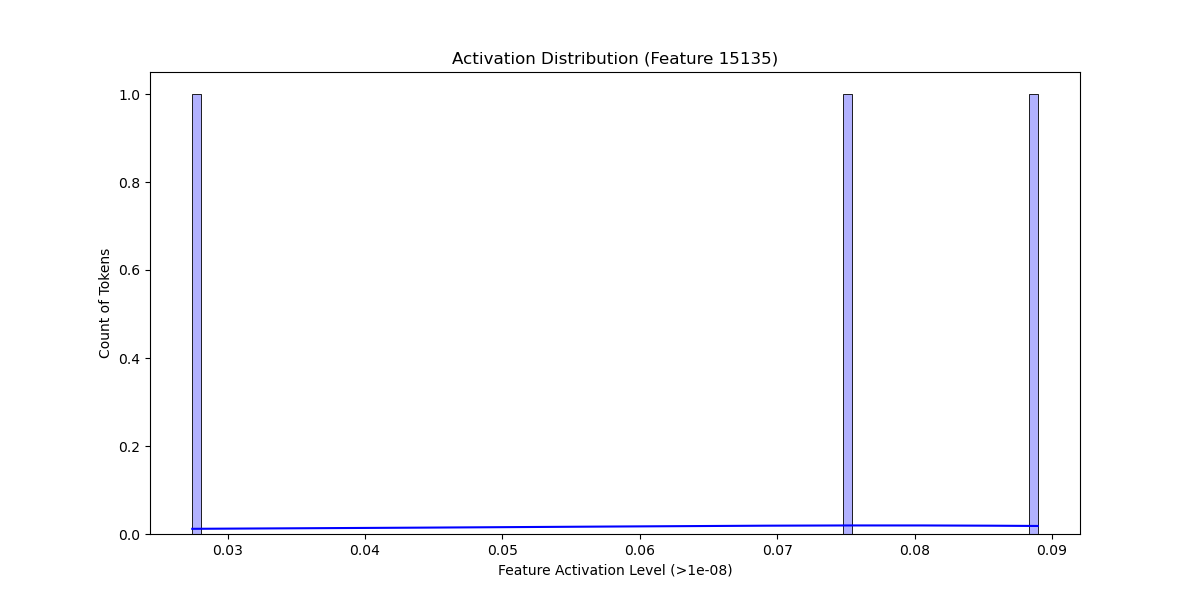 Activation Distribution (Feature 15135)
Count of Tokens
1.0
0.8
0.6
0.4
0.2
0.0
0.03 0.04 0.05 0.06 0.07 0.08 0.09
Feature Activation Level (>1e-08)